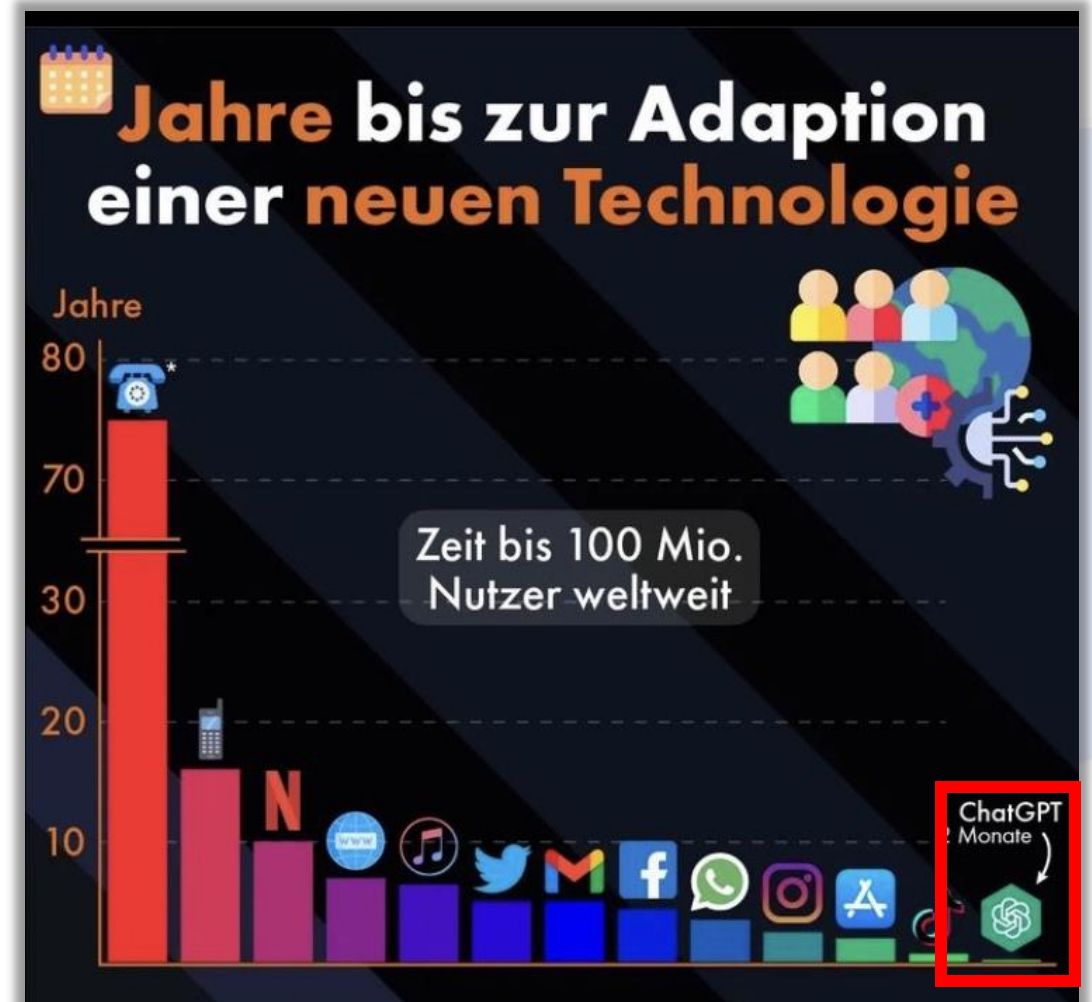 Jahre bis zur Adaption
einer neuen Technologie
Jahre
80
*
70
Zeit bis 100 Mio.
Nutzer weltweit
30
20
10
N
www
ChatGPT
2 Monate